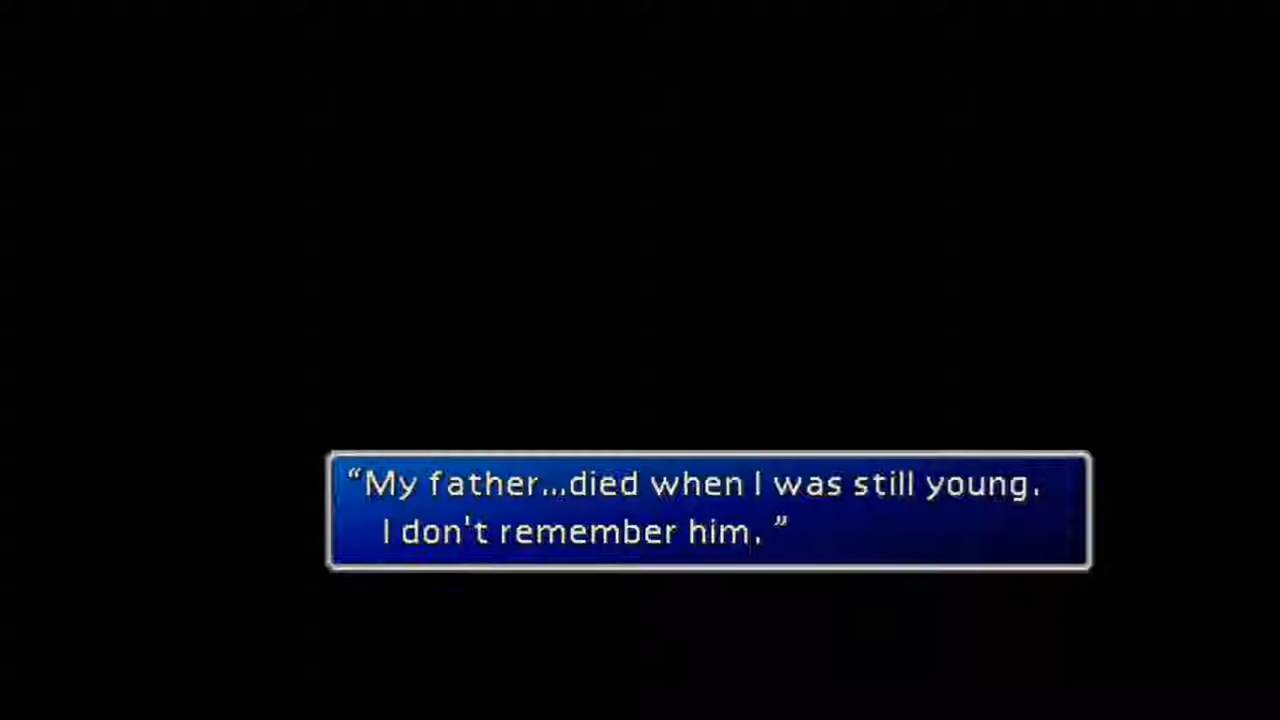 “My father...died when I was still young.
I don't remember him. ”